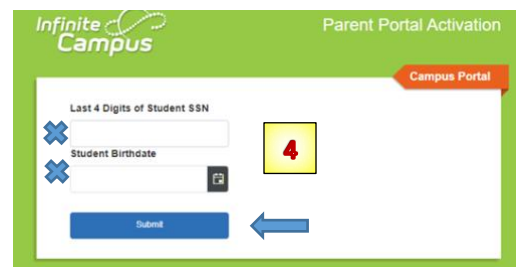 Infinite
Campus
Parent Portal Activation
Campus Portal
Last 4 Digits of Student SSN
4
Student Birthdate
Submit